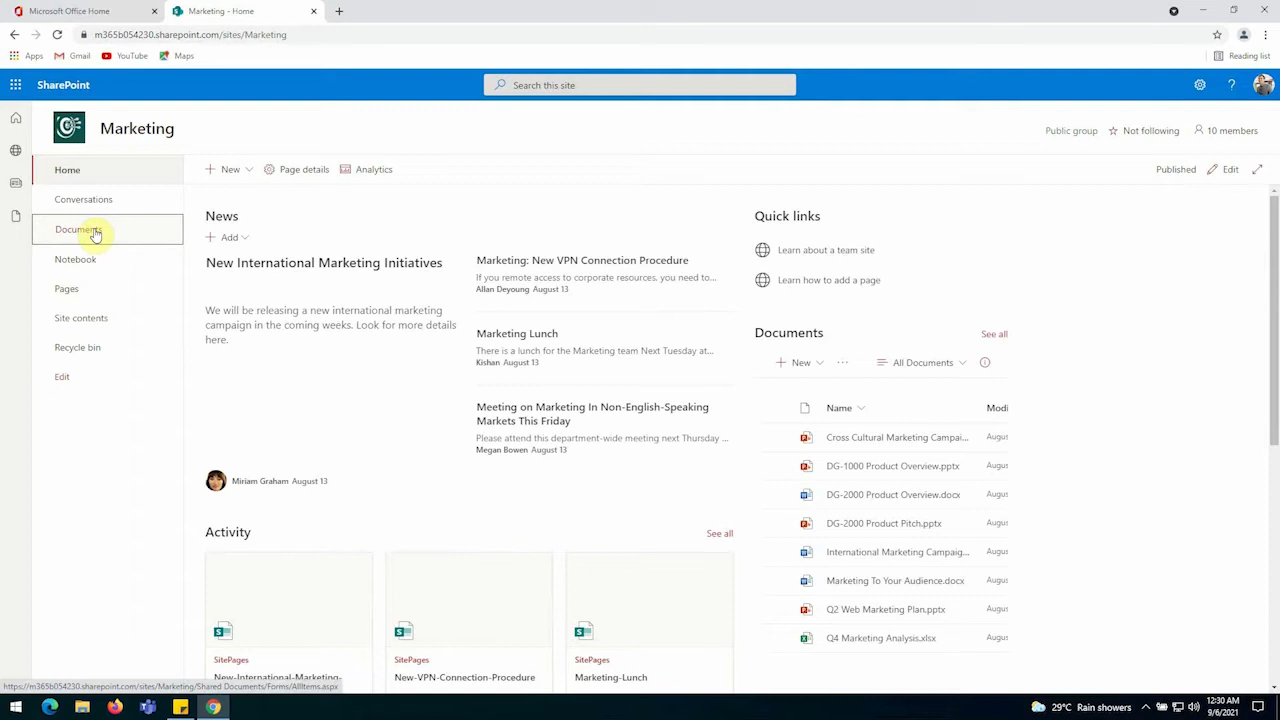 Microsoft Office Home
Marketing - Home
m365b054230.sharepoint.com/sites/Marketing
Apps
Gmail
YouTube
Maps
Reading list
SharePoint
Search this site
Marketing
Public group
Not following
10 members
Home
Conversations
Documents
Notebook
Pages
Site contents
Recycle bin
Edit
New
Page details
Analytics
Published
Edit
News
Add
New International Marketing Initiatives
We will be releasing a new international marketing
campaign in the coming weeks. Look for more details
here.
Miriam Graham August 13
Marketing: New VPN Connection Procedure
If you remote access to corporate resources, you need to...
Allan Deyoung August 13
Marketing Lunch
There is a lunch for the Marketing team Next Tuesday at...
Kishan August 13
Meeting on Marketing In Non-English-Speaking
Markets This Friday
Please attend this department-wide meeting next Thursday ...
Megan Bowen August 13
Quick links
Learn about a team site
Learn how to add a page
Documents
See all
New
All Documents
Name
Modi
Cross Cultural Marketing Campai...
Augus
DG-1000 Product Overview.pptx
Augus
DG-2000 Product Overview.docx
Augus
DG-2000 Product Pitch.pptx
Augus
International Marketing Campaig...
Augus
Marketing To Your Audience.docx
Augus
Q2 Web Marketing Plan.pptx
Augus
Q4 Marketing Analysis.xlsx
Augus
Activity
See all
SitePages
New-International-Marketing-
SitePages
New-VPN-Connection-Procedure
SitePages
Marketing-Lunch
https://m365b054230.sharepoint.com/sites/Marketing/Shared Documents/Forms/AllItems.aspx
29°C Rain showers
12:30 AM
9/6/2021